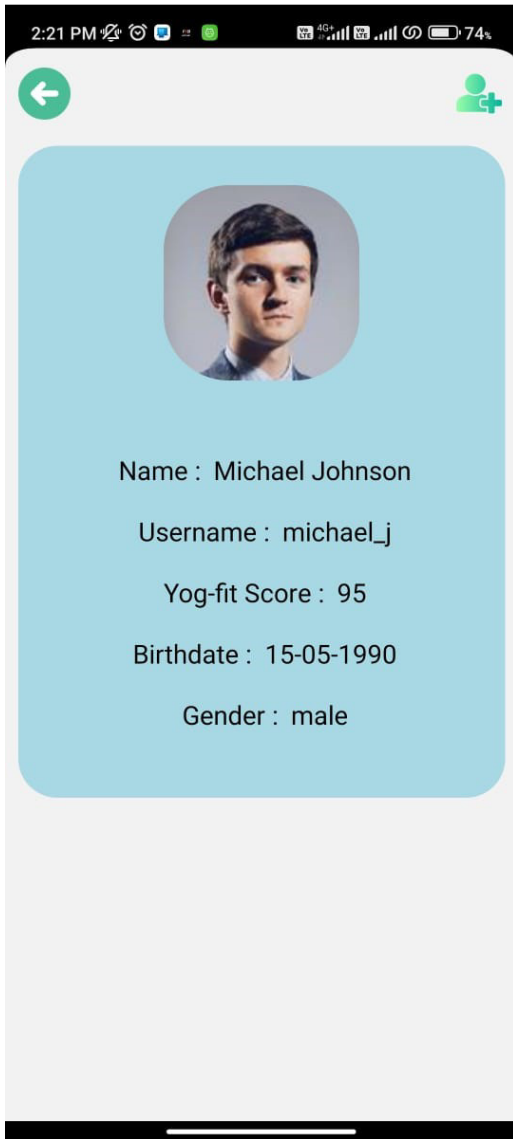 2:21 PM 4G+ 74%
Name : Michael Johnson
Username : michael_j
Yog-fit Score : 95
Birthdate : 15-05-1990
Gender : male